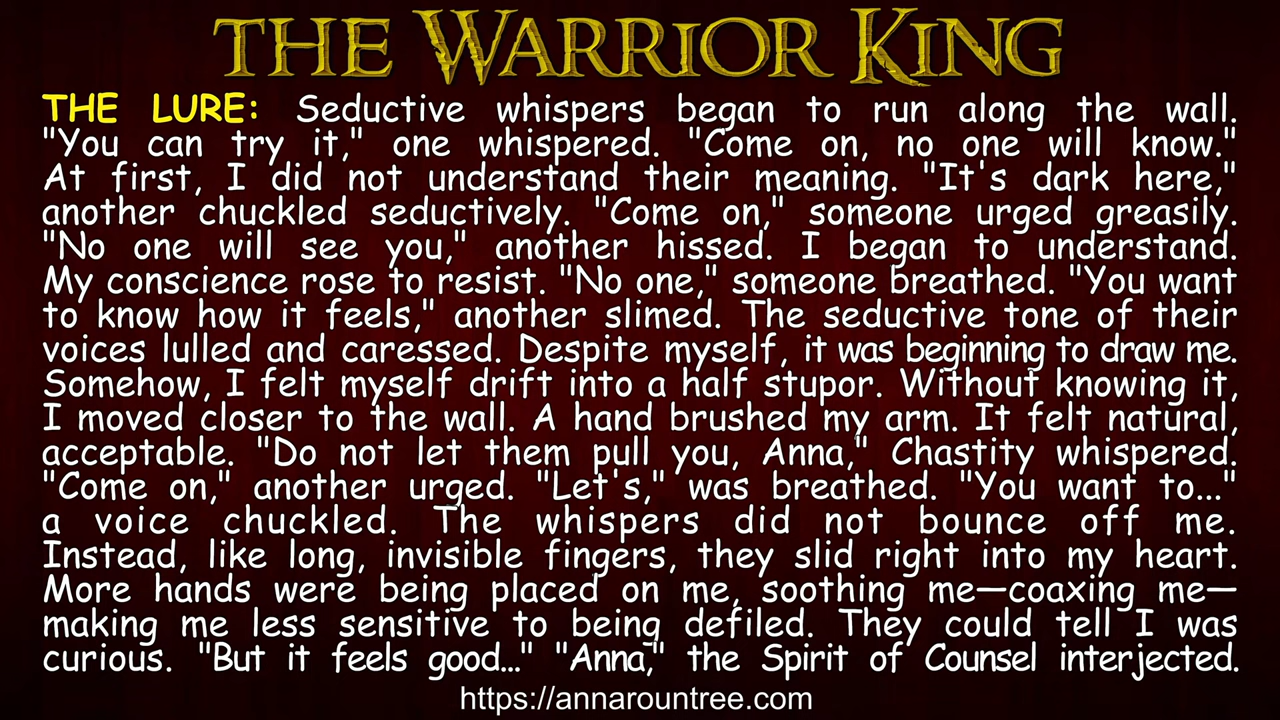 THE WARRIOR KING
THE LURE: Seductive whispers began to run along the wall.
"You can try it," one whispered. "Come on, no one will know."
At first, I did not understand their meaning. "It's dark here,"
another chuckled seductively. "Come on," someone urged greasily.
"No one will see you," another hissed. I began to understand.
My conscience rose to resist. "No one," someone breathed. "You want
to know how it feels," another slimed. The seductive tone of their
voices lulled and caressed. Despite myself, it was beginning to draw me.
Somehow, I felt myself drift into a half stupor. Without knowing it,
I moved closer to the wall. A hand brushed my arm. It felt natural,
acceptable. "Do not let them pull you, Anna," Chastity whispered.
"Come on," another urged. "Let's," was breathed. "You want to..."
a voice chuckled. The whispers did not bounce off me.
Instead, like long, invisible fingers, they slid right into my heart.
More hands were being placed on me, soothing me—coaxing me—
making me less sensitive to being defiled. They could tell I was
curious. "But it feels good..." "Anna," the Spirit of Counsel interjected.
https://annarountree.com